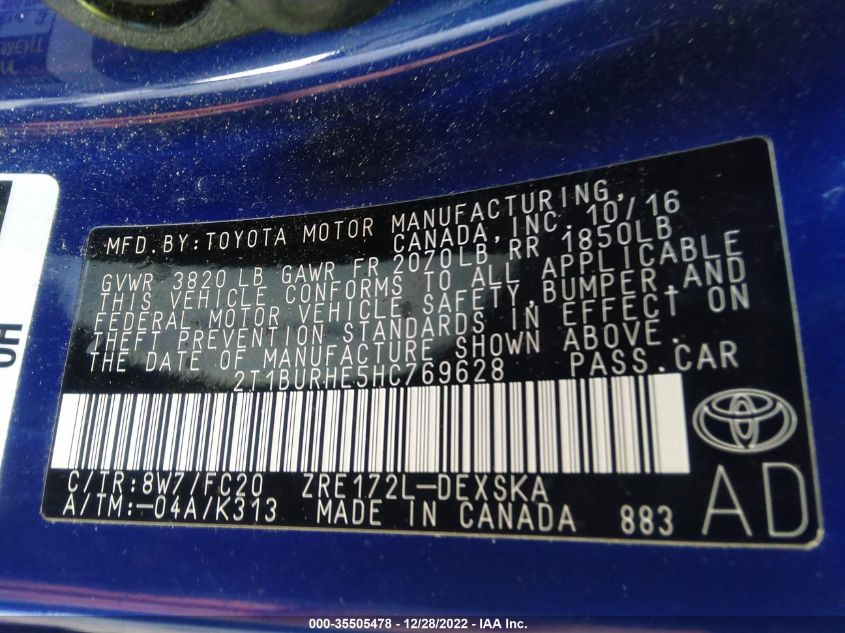 MFD.BY:TOYOTA MOTOR MANUFACTURING,
CANADA,INC. 10/16
GVWR 3820 LB GAWR FR 2070LB RR 1850LB
THIS VEHICLE CONFORMS TO ALL APPLICABLE
FEDERAL MOTOR VEHICLE SAFETY,BUMPER,AND
THEFT PREVENTION STANDARDS IN EFFECT ON
THE DATE OF MANUFACTURE SHOWN ABOVE.
2T1BURHE5HC769628 PASS.CAR
C/TR:8W7/FC20 ZRE172L-DEXSKA
A/TM:-04A/K313 MADE IN CANADA 883
AD
000-35505478 - 12/28/2022 - IAA Inc.